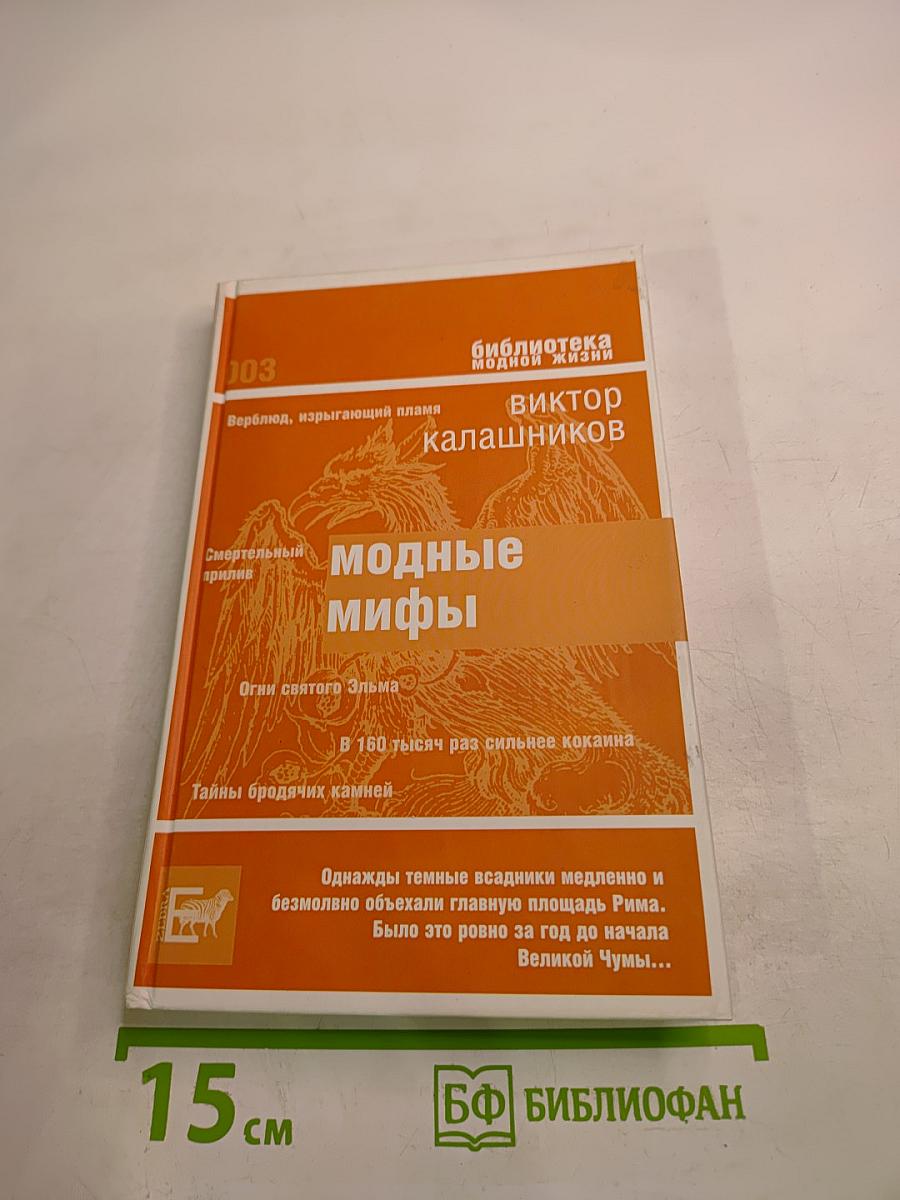 003
библиотека
модной жизни
Верблюд, изрыгающий пламя
виктор
калашников
Смертельный
прилив
модные
мифы
Огни святого Эльма
В 160 тысяч раз сильнее кокаина
Тайны бродячих камней
Однажды темные всадники медленно и
безмолвно объехали главную площадь Рима.
Было это ровно за год до начала
Великой Чумы...
ZEBRA
E
15 см
БФ БИБЛИОФАН